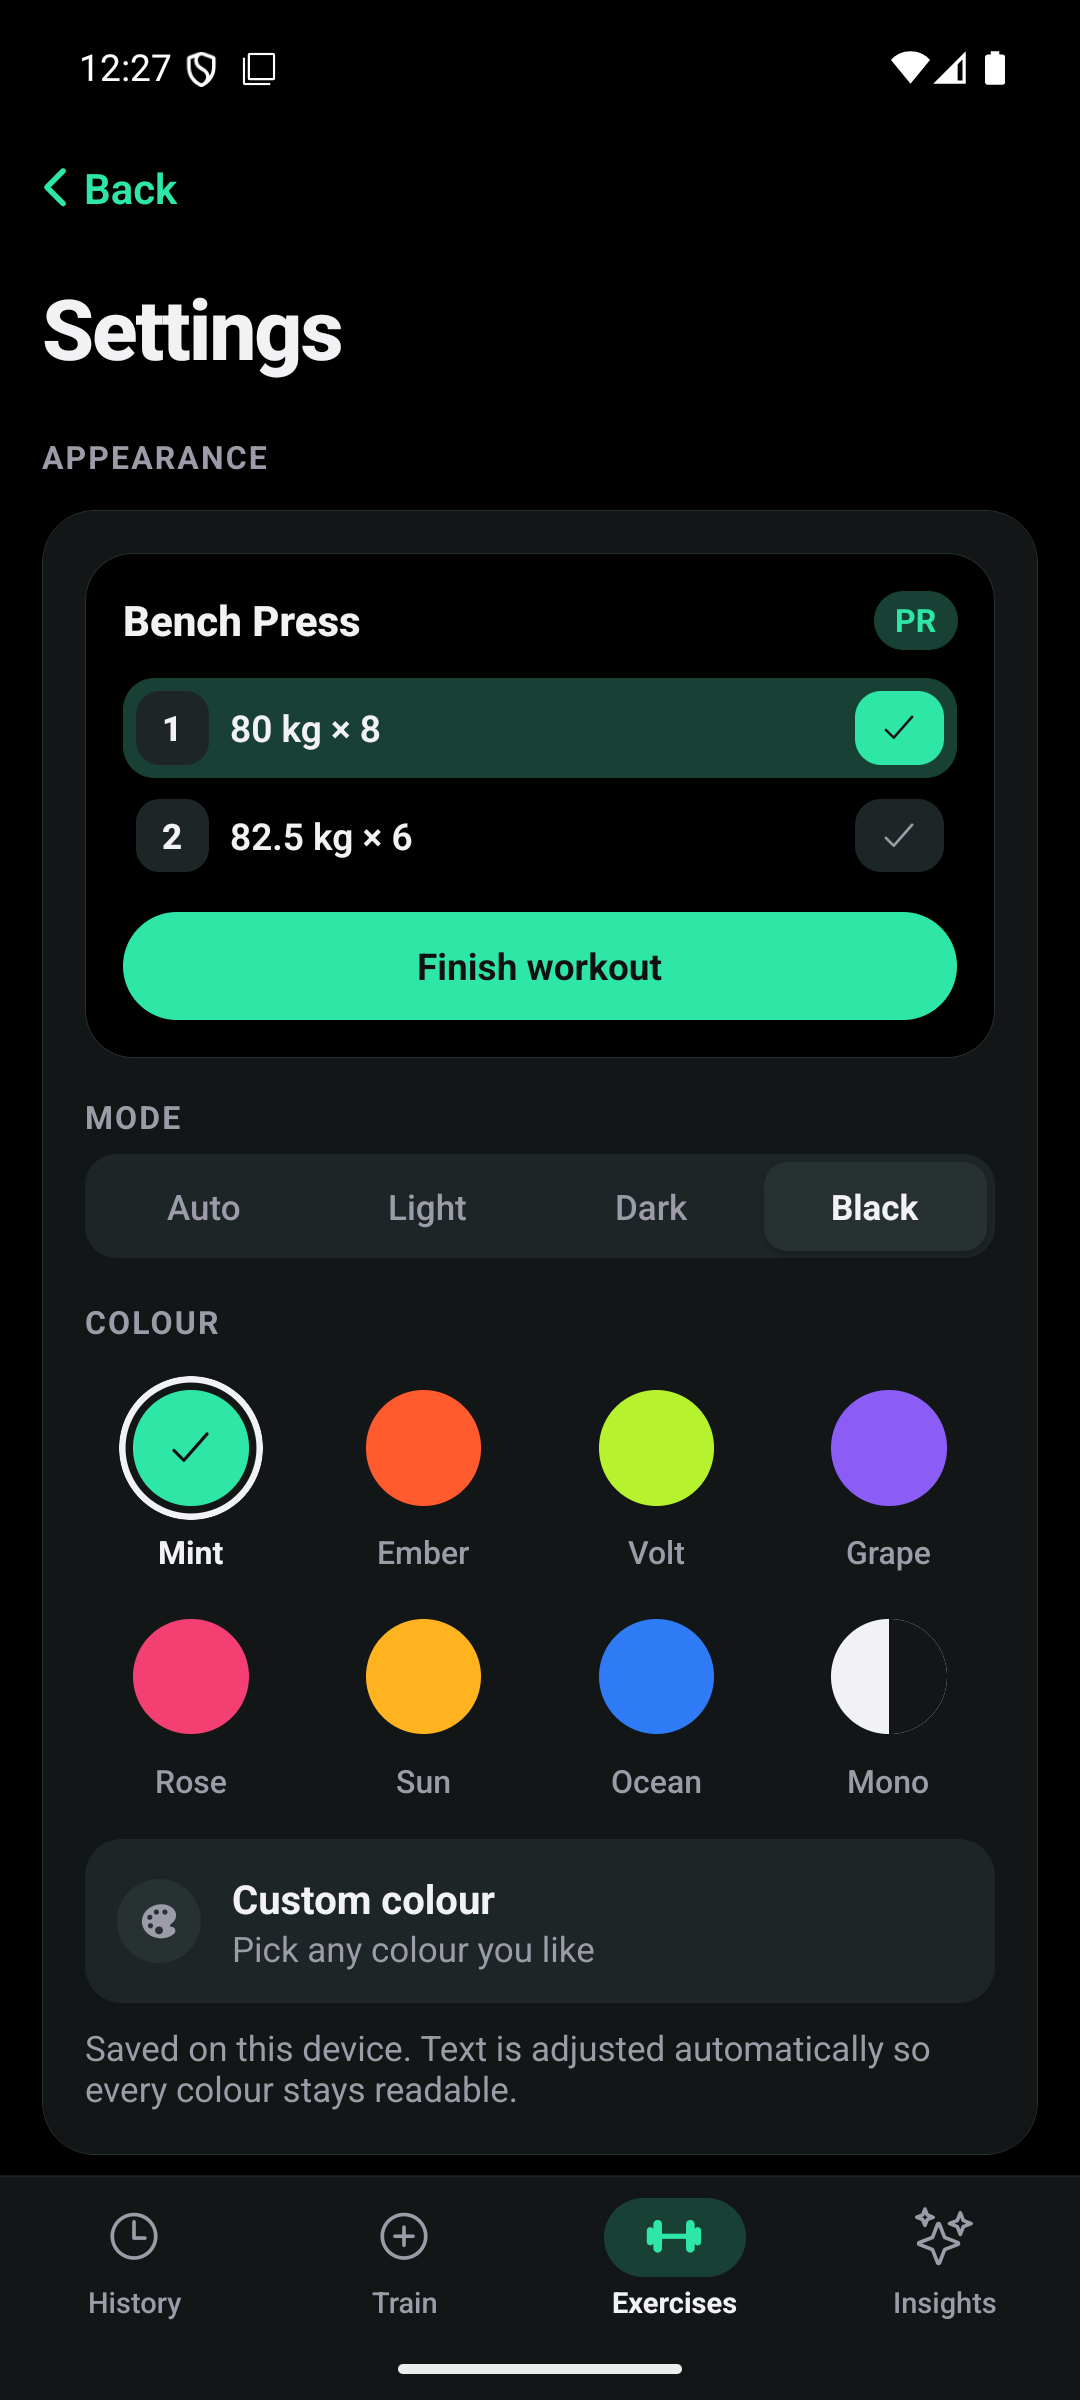 12:27
Back
Settings
APPEARANCE
Bench Press
PR
1
80 kg × 8
2
82.5 kg × 6
Finish workout
MODE
Auto
Light
Dark
Black
COLOUR
Mint
Ember
Volt
Grape
Rose
Sun
Ocean
Mono
Custom colour
Pick any colour you like
Saved on this device. Text is adjusted automatically so
every colour stays readable.
History
Train
Exercises
Insights